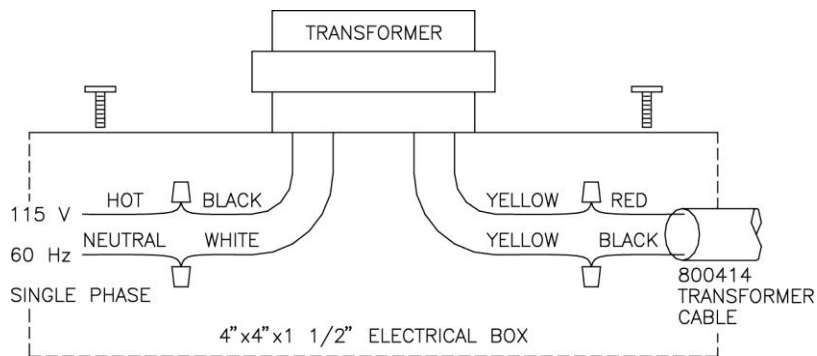 TRANSFORMER
HOT BLACK YELLOW RED
115 V
NEUTRAL WHITE YELLOW BLACK
60 Hz
SINGLE PHASE
800414
TRANSFORMER
CABLE
4"x4"x1 1/2" ELECTRICAL BOX